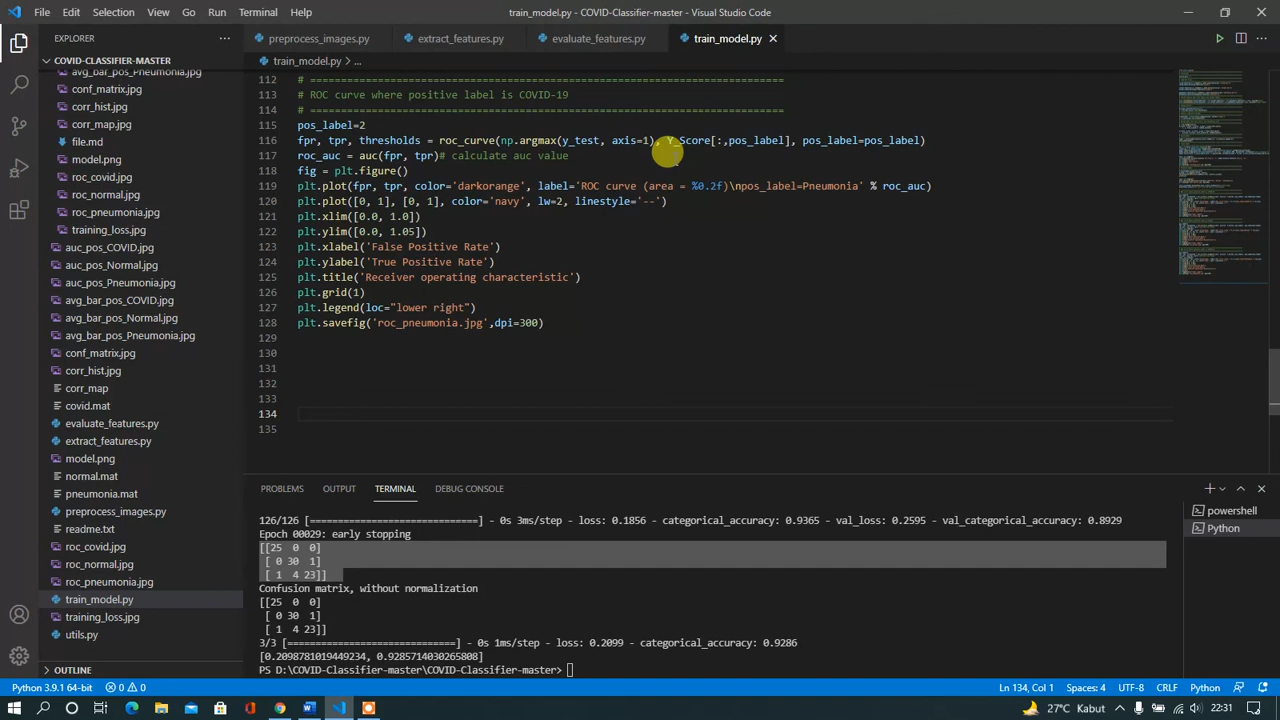 File Edit Selection View Go Run Terminal Help
train_model.py - COVID-Classifier-master - Visual Studio Code
EXPLORER
COVID-CLASSIFIER-MASTER
avg_bar_pos_Pneumonia.jpg
conf_matrix.jpg
corr_hist.jpg
corr_map.jpg
file.md
model.png
roc_covid.jpg
roc_normal.jpg
roc_pneumonia.jpg
training_loss.jpg
auc_pos_COVID.jpg
auc_pos_Normal.jpg
auc_pos_Pneumonia.jpg
avg_bar_pos_COVID.jpg
avg_bar_pos_Normal.jpg
avg_bar_pos_Pneumonia.jpg
conf_matrix.jpg
corr_hist.jpg
corr_map
covid.mat
evaluate_features.py
extract_features.py
model.png
normal.mat
pneumonia.mat
preprocess_images.py
readme.txt
roc_covid.jpg
roc_normal.jpg
roc_pneumonia.jpg
train_model.py
training_loss.jpg
utils.py
OUTLINE
preprocess_images.py extract_features.py evaluate_features.py train_model.py
train_model.py > ...
112 # =============================================================================
113 # ROC curve where positive label is COVID-19
114 # =============================================================================
115 pos_label=2
116 fpr, tpr, thresholds = pos_label], pos_label=pos_label)
117 roc_auc = auc(fpr, tpr)# calculate
118 fig = plt.figure()
119 plt.plot(fpr, tpr, label='ROC curve (area = %0.2f)\npos_label=Pneumonia' % roc_auc)
120 plt.plot([0, 1], [0, 1], linestyle='--')
121 plt.xlim([0.0, 1.0])
122 plt.ylim([0.0, 1.05])
123 plt.xlabel('False Positive Rate')
124 plt.ylabel('True Positive Rate')
125 plt.title('Receiver operating characteristic')
126 plt.grid(1)
127 plt.legend(loc="lower right")
128 plt.savefig('roc_pneumonia.jpg',dpi=300)
129
130
131
132
133
134
135
PROBLEMS OUTPUT TERMINAL DEBUG CONSOLE
126/126 [==============================] - 0s 3ms/step - loss: 0.1856 - categorical_accuracy: 0.9365 - val_loss: 0.2595 - val_categorical_accuracy: 0.8929
Epoch 00029: early stopping
[[25 0 0]
[ 0 30 1]
[ 1 4 23]]
Confusion matrix, without normalization
[[25 0 0]
[ 0 30 1]
[ 1 4 23]]
3/3 [==============================] - 0s 1ms/step - loss: 0.2099 - categorical_accuracy: 0.9286
[0.2098781019449234, 0.9285714030265808]
PS D:\COVID-Classifier-master\COVID-Classifier-master>
powershell
Python
Python 3.9.1 64-bit 0 0 Ln 134, Col 1 Spaces: 4 UTF-8 CRLF Python
27°C Kabut 22:31